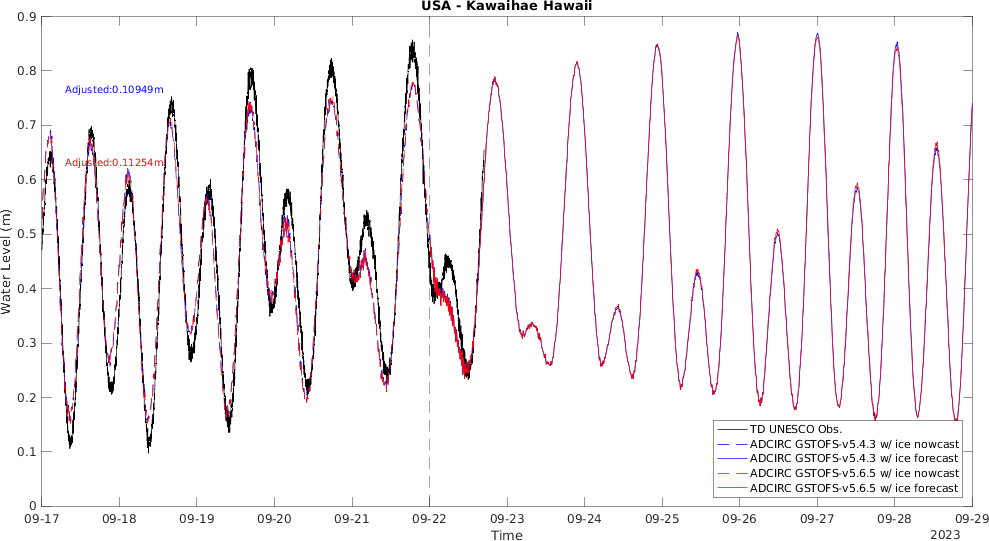 USA - Kawaihae Hawaii
0.9
0.8
0.7
0.6
0.5
0.4
0.3
0.2
0.1
0
Water Level (m)
Adjusted:0.10949m
Adjusted:0.11254m
TD UNESCO Obs.
ADCIRC GSTOFS-v5.4.3 w/ ice nowcast
ADCIRC GSTOFS-v5.4.3 w/ ice forecast
ADCIRC GSTOFS-v5.6.5 w/ ice nowcast
ADCIRC GSTOFS-v5.6.5 w/ ice forecast
09-17 09-18 09-19 09-20 09-21 09-22 09-23 09-24 09-25 09-26 09-27 09-28 09-29
Time
2023